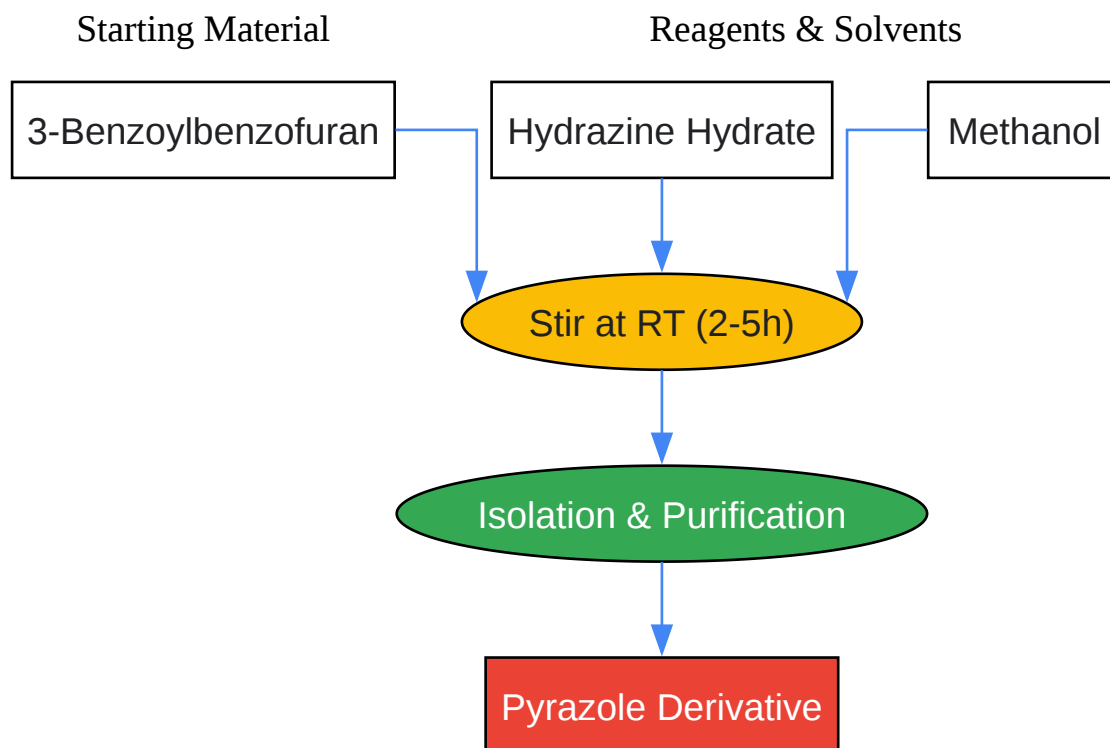 Starting Material
Reagents & Solvents
3-Benzoylbenzofuran
Hydrazine Hydrate
Methanol
Stir at RT (2-5h)
Isolation & Purification
Pyrazole Derivative